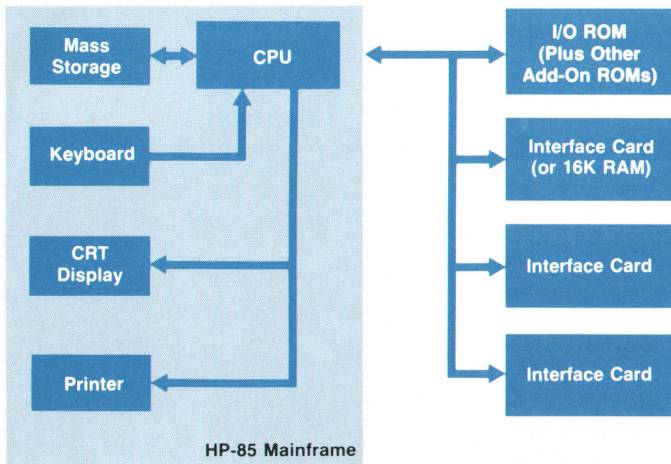 Mass
Storage
CPU
Keyboard
CRT
Display
Printer
HP-85 Mainframe
I/O ROM
(Plus Other
Add-On ROMs)
Interface Card
(or 16K RAM)
Interface Card
Interface Card